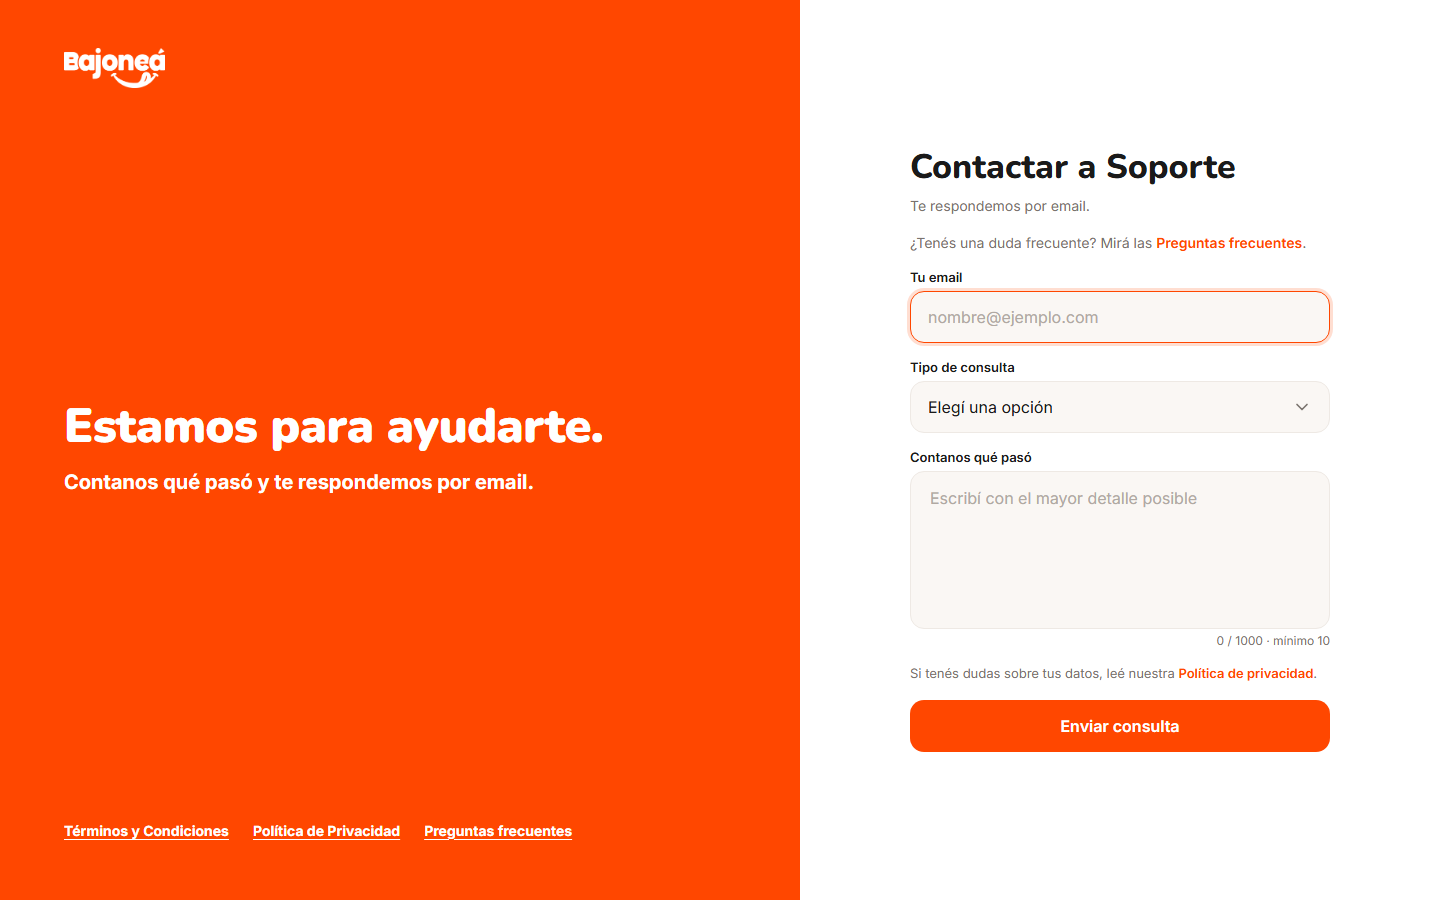 Bajoneá
Estamos para ayudarte.
Contanos qué pasó y te respondemos por email.
Términos y Condiciones Política de Privacidad Preguntas frecuentes
Contactar a Soporte
Te respondemos por email.
¿Tenés una duda frecuente? Mirá las Preguntas frecuentes.
Tu email
nombre@ejemplo.com
Tipo de consulta
Elegí una opción
Contanos qué pasó
Escribí con el mayor detalle posible
0 / 1000 · mínimo 10
Si tenés dudas sobre tus datos, leé nuestra Política de privacidad.
Enviar consulta